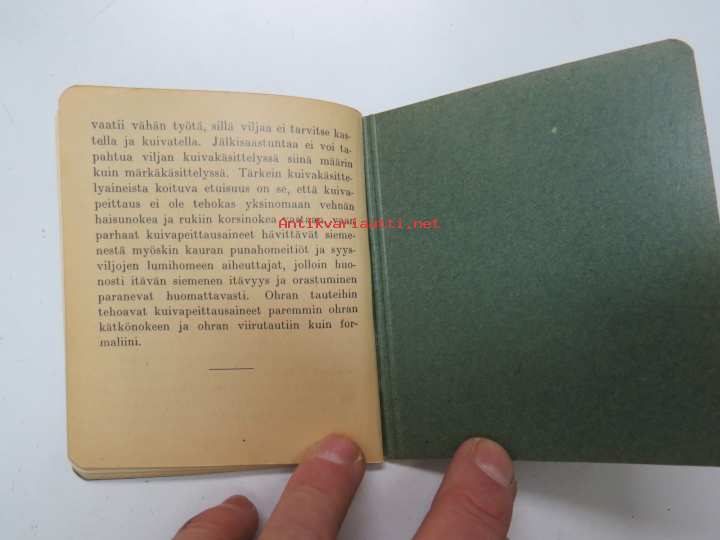 vaatii vähän työtä, sillä viljaa ei tarvitse kas-
tella ja kuivatella. Jälkisaastuntaa ei voi ta-
pahtua viljan kuivakäsittelyssä siinä määrin
kuin märkäkäsittelyssä. Tärkein kuivakäsitte-
lyaineista koituva etuisuus on se, että kuiva-
peittaus ei ole tehokas yksinomaan vehnän
haisunokea ja rukiin korsinokea vastaan, vaan
parhaat kuivapeittausaineet hävittävät sieme-
nestä myöskin kauran punahomeitiöt ja syys-
viljojen lumihomeen aiheuttajat, jolloin huo-
nosti itävän siemenen itävyys ja orastuminen
paranevat huomattavasti. Ohran tauteihin
tehoavat kuivapeittausaineet paremmin ohran
kätkönokeen ja ohran viirutautiin kuin for-
maliini.
Antikvariaatti.net